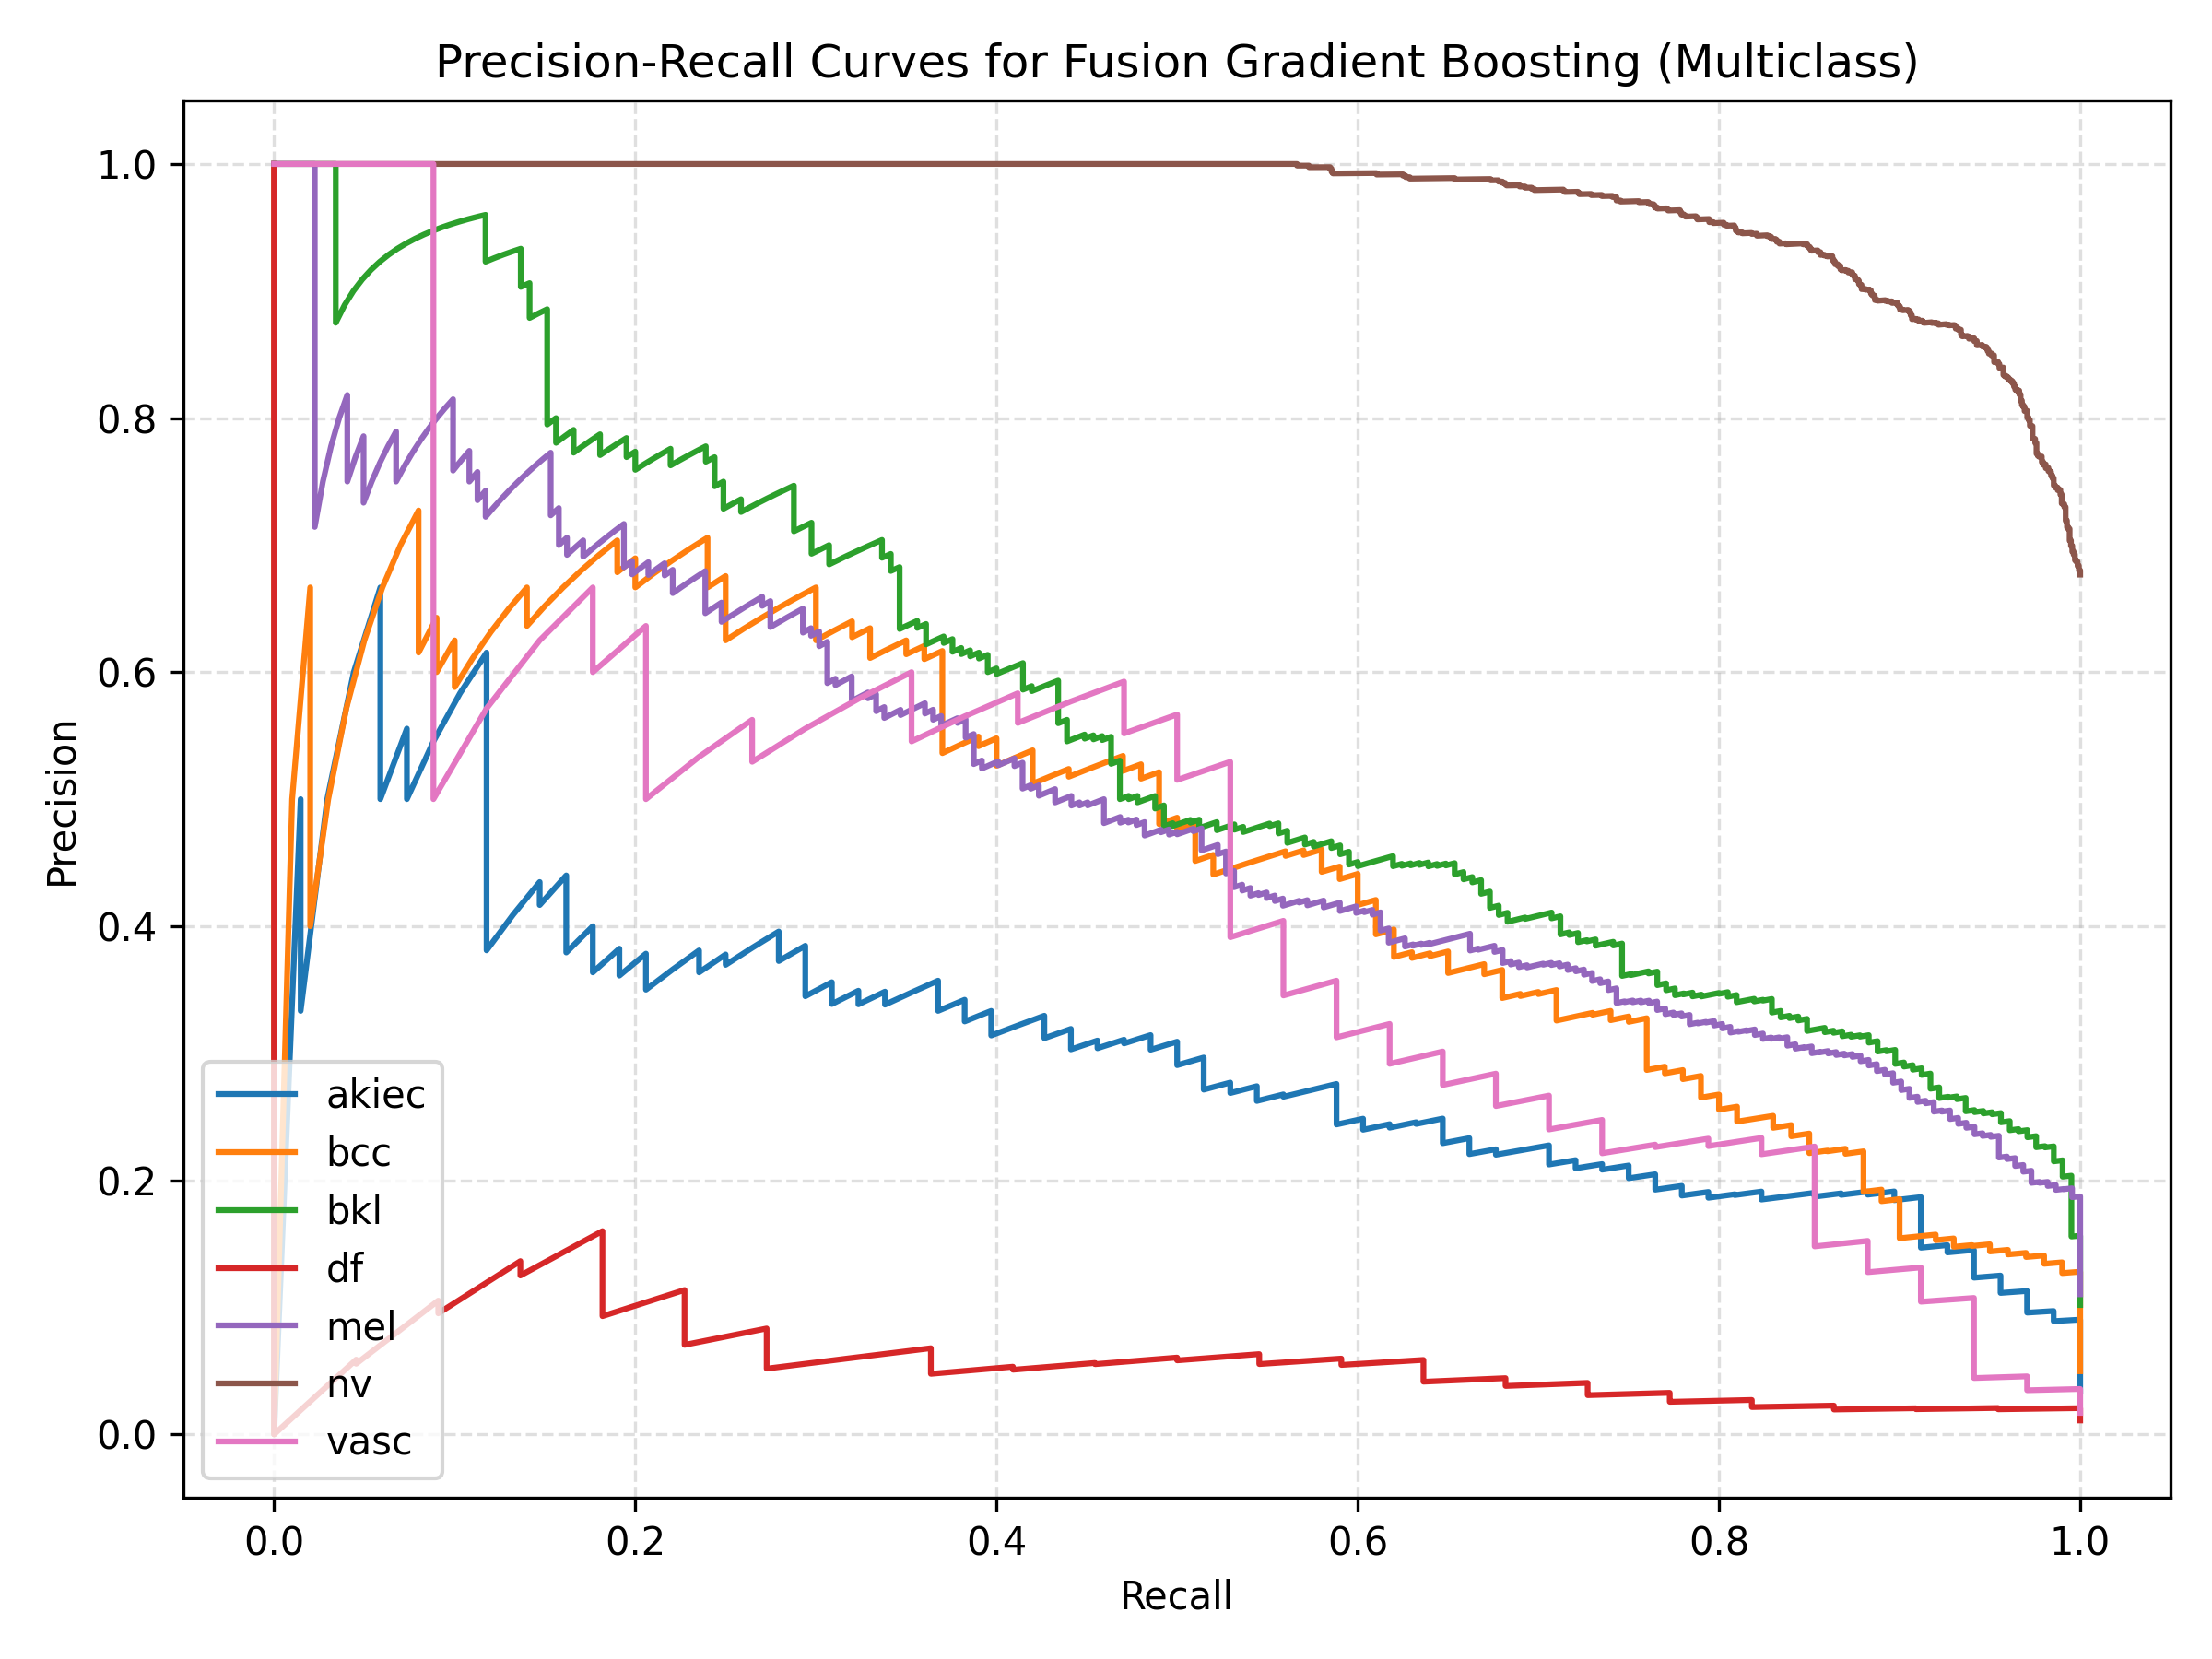 Precision-Recall Curves for Fusion Gradient Boosting (Multiclass)
Precision
1.0
0.8
0.6
0.4
0.2
0.0
akiec
bcc
bkl
df
mel
nv
vasc
0.0 0.2 0.4 0.6 0.8 1.0
Recall